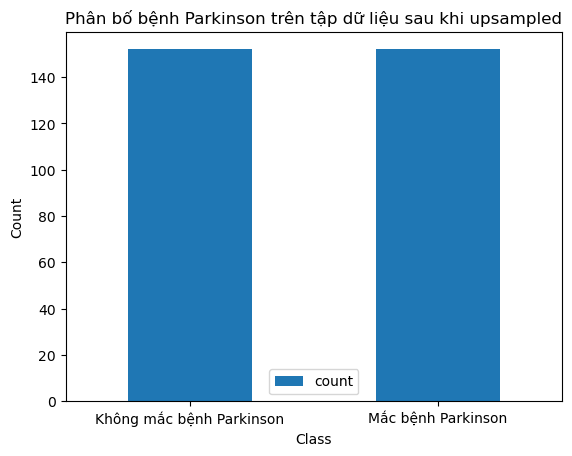 Phân bố bệnh Parkinson trên tập dữ liệu sau khi upsampled
140
120
100
80
60
40
20
0
Count
count
Không mắc bệnh Parkinson
Mắc bệnh Parkinson
Class